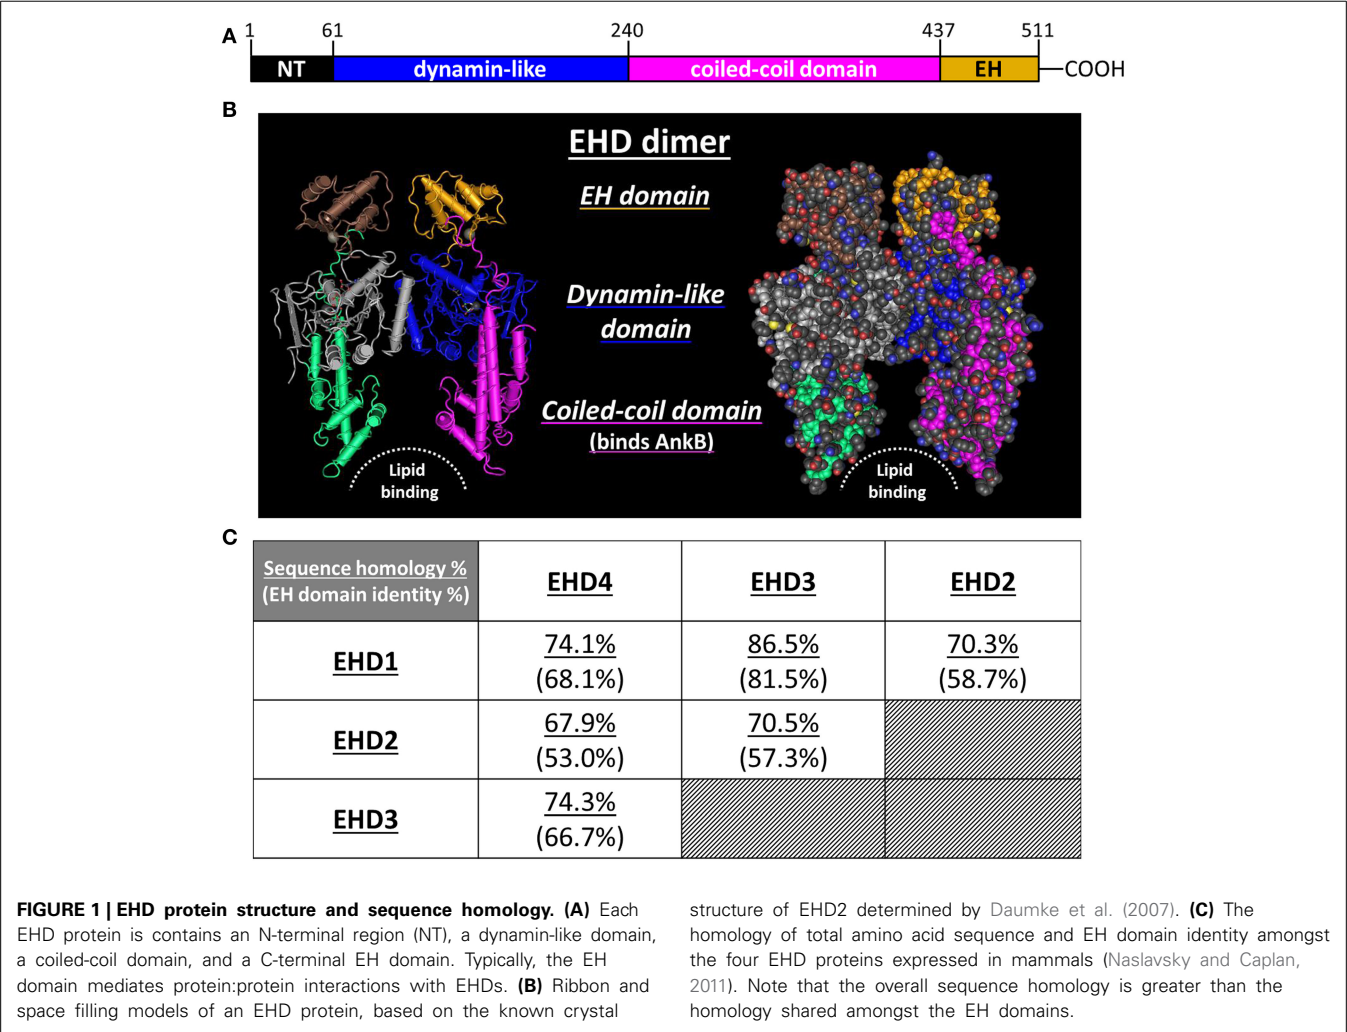 A
1 61 240 437 511
NT dynamin-like coiled-coil domain EH COOH
B
EHD dimer
EH domain
Dynamin-like
domain
Coiled-coil domain
(binds AnkB)
Lipid
binding
Lipid
binding
C
Sequence homology %
(EH domain identity %)
EHD4 EHD3 EHD2
EHD1
74.1% 86.5% 70.3%
(68.1%) (81.5%) (58.7%)
EHD2
67.9% 70.5%
(53.0%) (57.3%)
EHD3
74.3%
(66.7%)
FIGURE 1 | EHD protein structure and sequence homology. (A) Each
EHD protein is contains an N-terminal region (NT), a dynamin-like domain,
a coiled-coil domain, and a C-terminal EH domain. Typically, the EH
domain mediates protein:protein interactions with EHDs. (B) Ribbon and
space filling models of an EHD protein, based on the known crystal
structure of EHD2 determined by Daumke et al. (2007). (C) The
homology of total amino acid sequence and EH domain identity amongst
the four EHD proteins expressed in mammals (Naslavsky and Caplan,
2011). Note that the overall sequence homology is greater than the
homology shared amongst the EH domains.